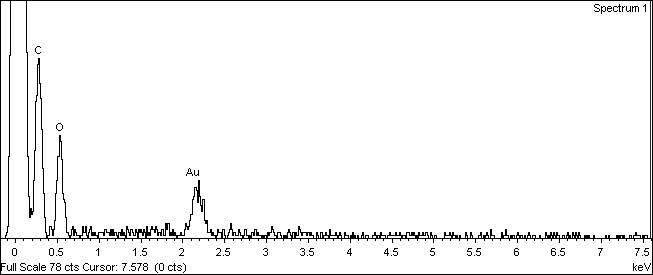 Spectrum 1
C
O
Au
0 0.5 1 1.5 2 2.5 3 3.5 4 4.5 5 5.5 6 6.5 7 7.5
Full Scale 78 cts Cursor: 7.578 (0 cts) keV